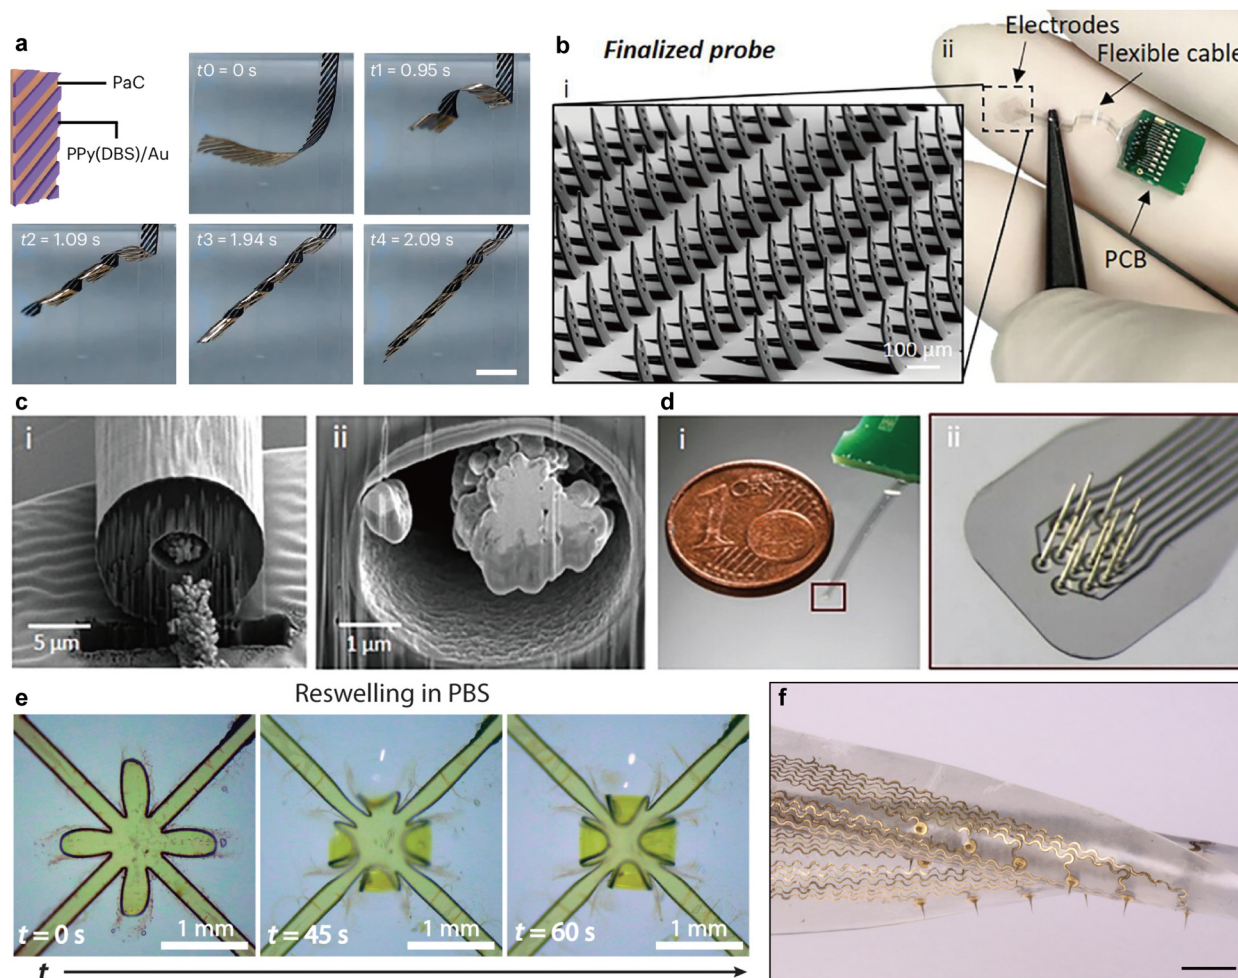 a
PaC
PPy(DBS)/Au
t0 = 0 s
t1 = 0.95 s
t2 = 1.09 s
t3 = 1.94 s
t4 = 2.09 s
b
Finalized probe
i
100 µm
ii
Electrodes
Flexible cable
PCB
c
i
5 µm
ii
1 µm
d
i
1
ii
e
Reswelling in PBS
t = 0 s
1 mm
t = 45 s
1 mm
t = 60 s
1 mm
t
f